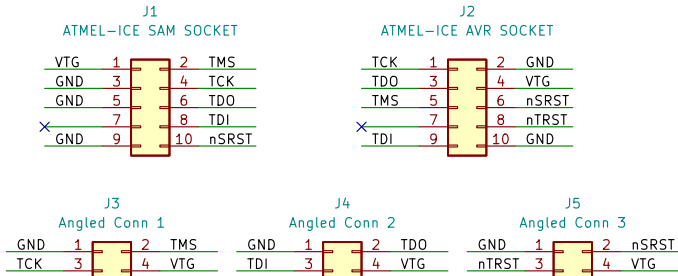 J1
ATMEL-ICE SAM SOCKET
VTG 1 2 TMS
GND 3 4 TCK
GND 5 6 TDO
7 8 TDI
GND 9 10 nSRST
J2
ATMEL-ICE AVR SOCKET
TCK 1 2 GND
TDO 3 4 VTG
TMS 5 6 nSRST
7 8 nTRST
TDI 9 10 GND
J3
Angled Conn 1
GND 1 2 TMS
TCK 3 4 VTG
J4
Angled Conn 2
GND 1 2 TDO
TDI 3 4 VTG
J5
Angled Conn 3
GND 1 2 nSRST
nTRST 3 4 VTG